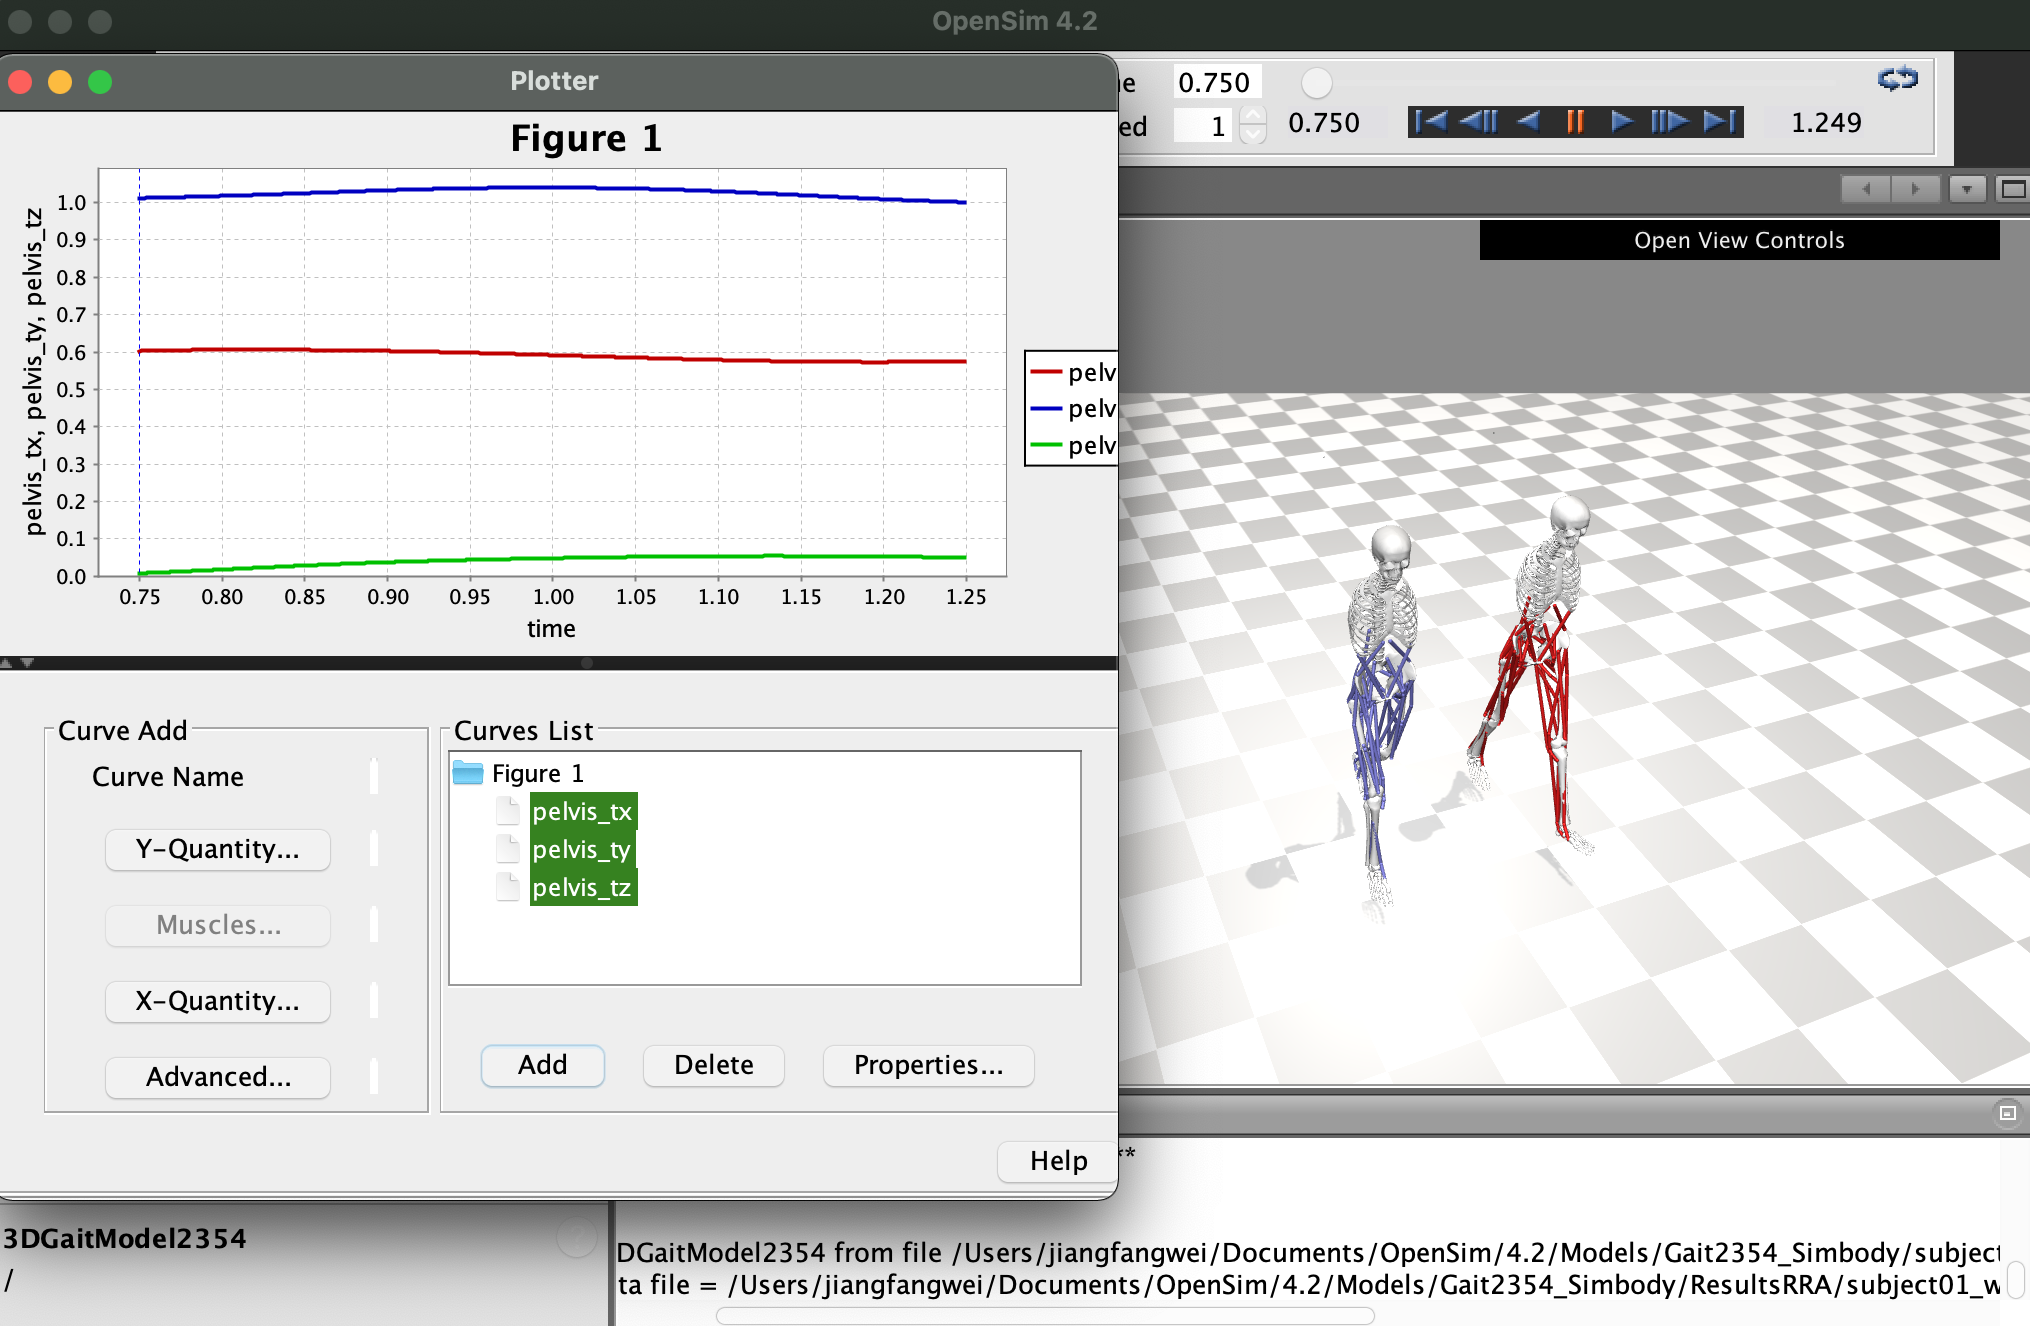 OpenSim 4.2
Plotter
0.750
ed
1
0.750
1.249
Figure 1
pelvis_tx, pelvis_ty, pelvis_tz
1.0
0.9
0.8
0.7
0.6
0.5
0.4
0.3
0.2
0.1
0.0
0.75 0.80 0.85 0.90 0.95 1.00 1.05 1.10 1.15 1.20 1.25
time
pelv
pelv
pelv
Open View Controls
Curve Add
Curve Name
Y-Quantity...
Muscles...
X-Quantity...
Advanced...
Curves List
Figure 1
pelvis_tx
pelvis_ty
pelvis_tz
Add Delete Properties...
Help
**
3DGaitModel2354
/
?
DGaitModel2354 from file /Users/jiangfangwei/Documents/OpenSim/4.2/Models/Gait2354_Simbody/subject
ta file = /Users/jiangfangwei/Documents/OpenSim/4.2/Models/Gait2354_Simbody/ResultsRRA/subject01_w